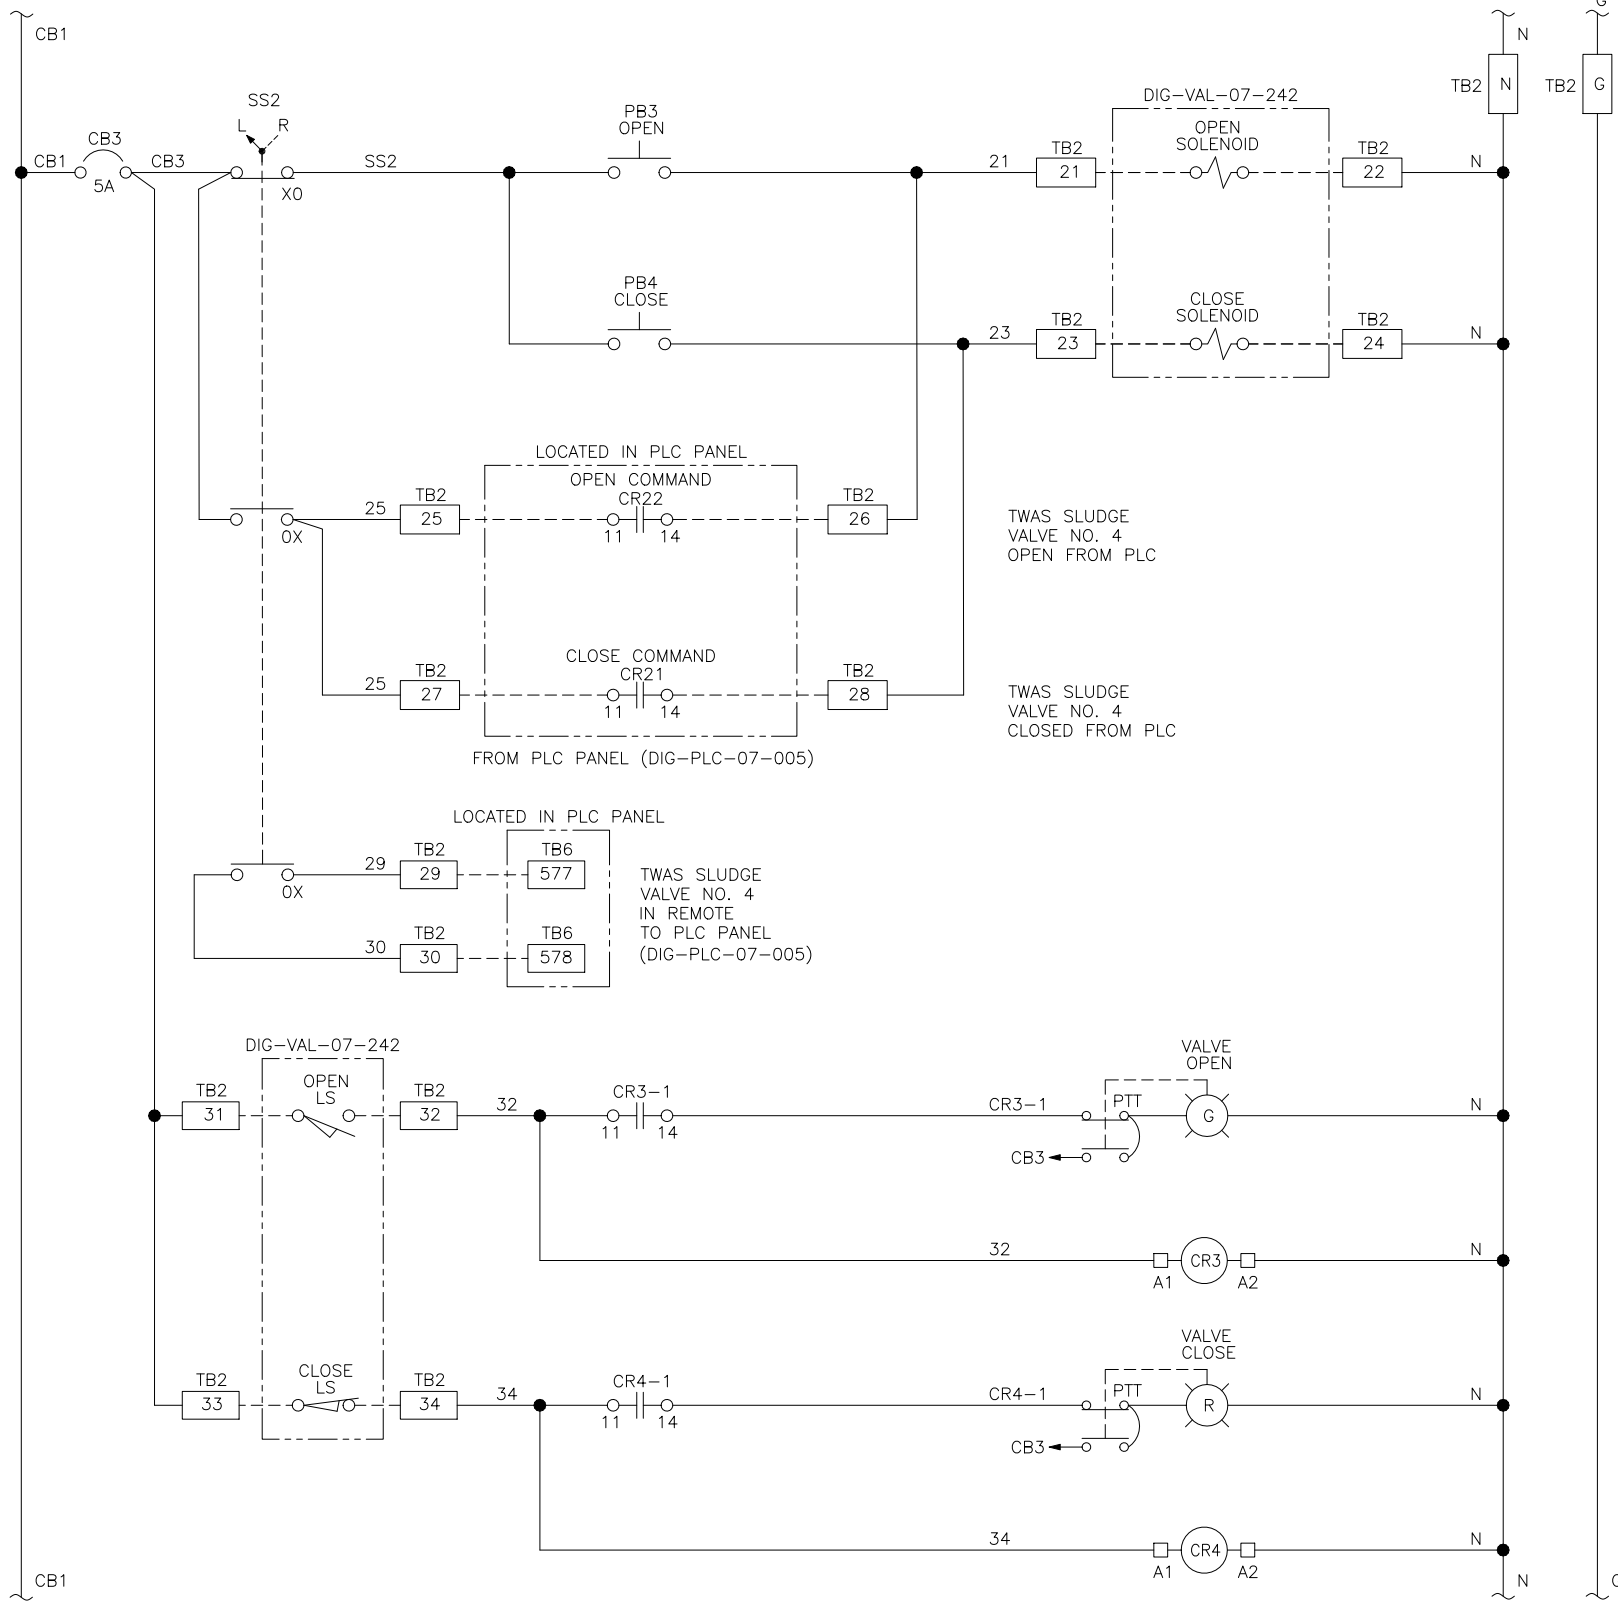 G
CB1
N
TB2 N
TB2 G
SS2
L R
CB3
CB1
5A
CB3
X0
SS2
PB3
OPEN
DIG-VAL-07-242
OPEN
SOLENOID
21
TB2
21
TB2
22
N
PB4
CLOSE
CLOSE
SOLENOID
23
TB2
23
TB2
24
N
LOCATED IN PLC PANEL
OPEN COMMAND
CR22
11 14
0X
25
TB2
25
TB2
26
TWAS SLUDGE
VALVE NO. 4
OPEN FROM PLC
CLOSE COMMAND
CR21
11 14
25
TB2
27
TB2
28
TWAS SLUDGE
VALVE NO. 4
CLOSED FROM PLC
FROM PLC PANEL (DIG-PLC-07-005)
LOCATED IN PLC PANEL
0X
29
TB2
29
TB6
577
30
TB2
30
TB6
578
TWAS SLUDGE
VALVE NO. 4
IN REMOTE
TO PLC PANEL
(DIG-PLC-07-005)
DIG-VAL-07-242
TB2
31
OPEN
LS
TB2
32
32
CR3-1
11 14
CR3-1
PTT
CB3
VALVE
OPEN
G
N
32
A1
CR3
A2
N
TB2
33
CLOSE
LS
TB2
34
34
CR4-1
11 14
CR4-1
PTT
CB3
VALVE
CLOSE
R
N
34
A1
CR4
A2
N
CB1
N